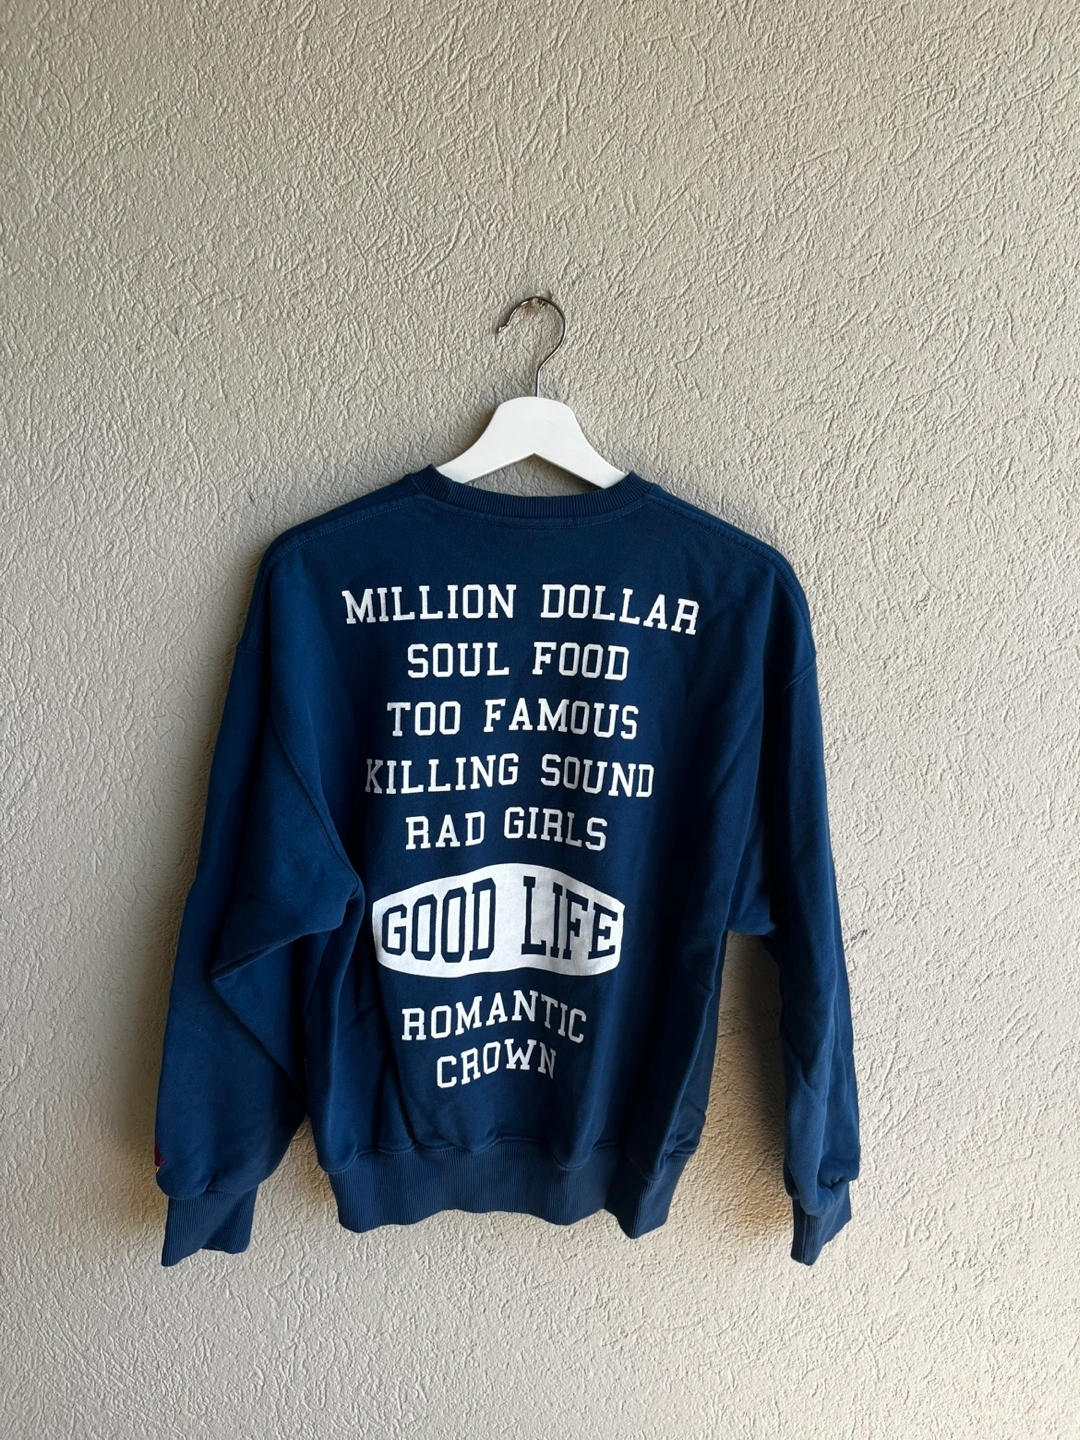 MILLION DOLLAR
SOUL FOOD
TOO FAMOUS
KILLING SOUND
RAD GIRLS
GOOD LIFE
ROMANTIC
CROWN